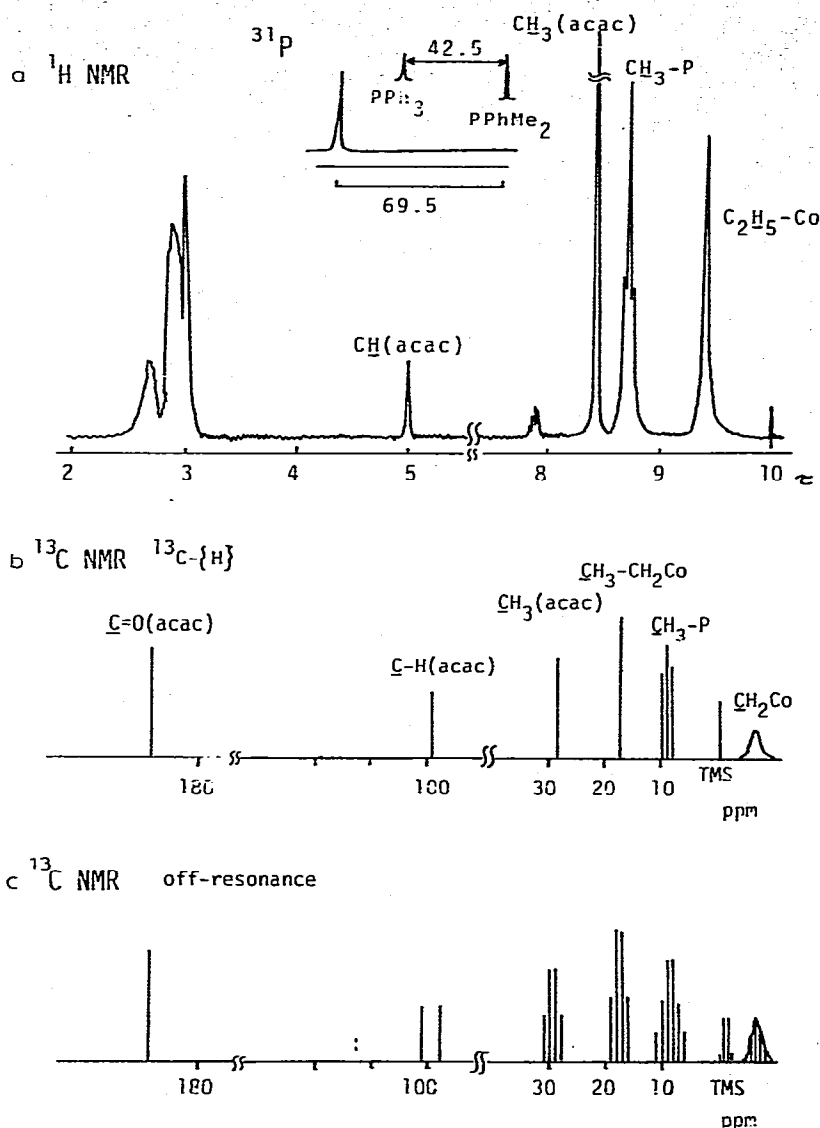 a ¹H NMR
³¹P
42.5
PPh₃
PPhMe₂
69.5
CH₃(acac)
CH₃-P
C₂H₅-Co
CH(acac)
2 3 4 5 8 9 10 τ
b ¹³C NMR ¹³C-{H}
C=O(acac)
C-H(acac)
CH₃(acac)
CH₃-CH₂Co
CH₃-P
CH₂Co
180 100 30 20 10 TMS
ppm
c ¹³C NMR off-resonance
180 100 30 20 10 TMS
ppm